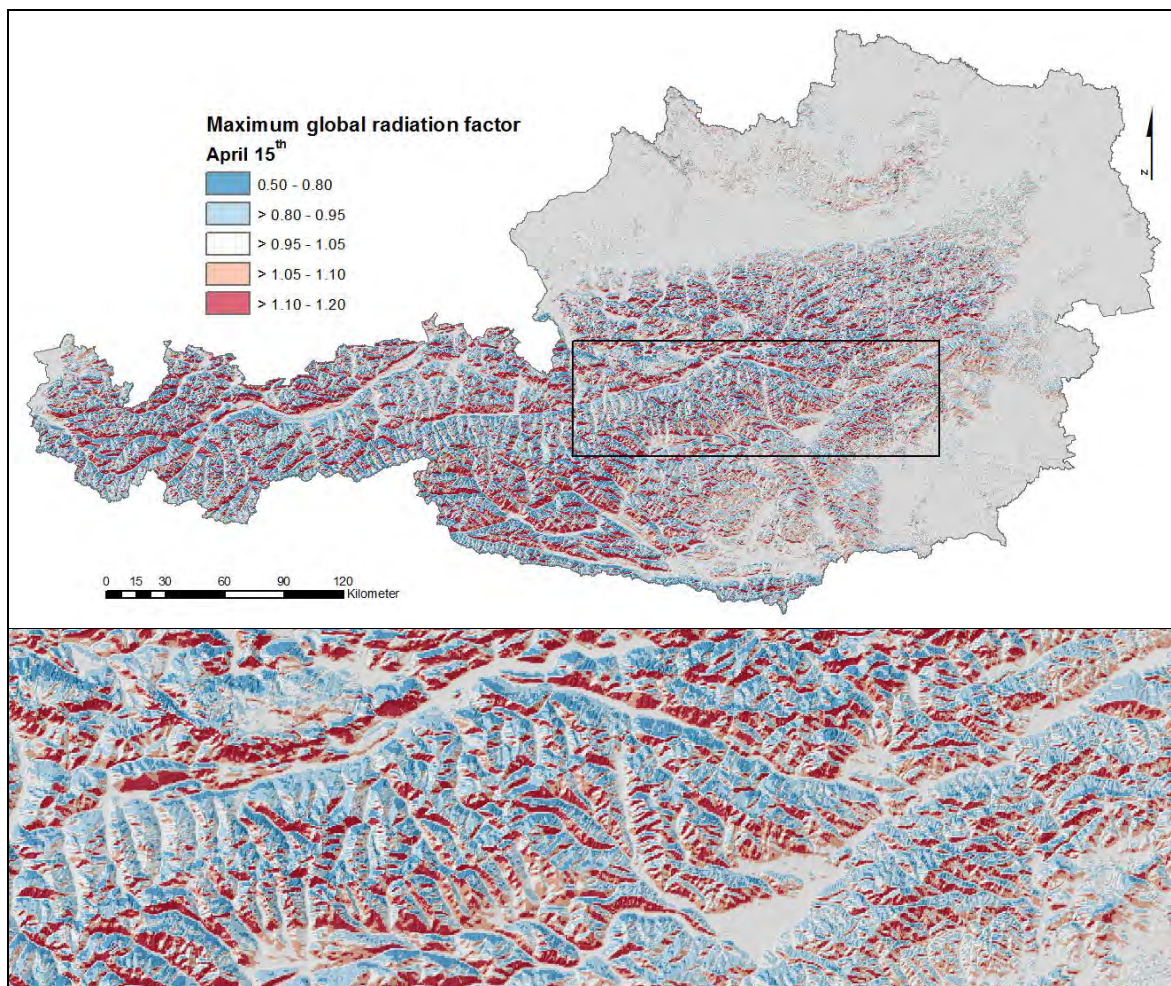 Maximum global radiation factor
April 15th
0.50 - 0.80
> 0.80 - 0.95
> 0.95 - 1.05
> 1.05 - 1.10
> 1.10 - 1.20
N
0 15 30 60 90 120
Kilometer